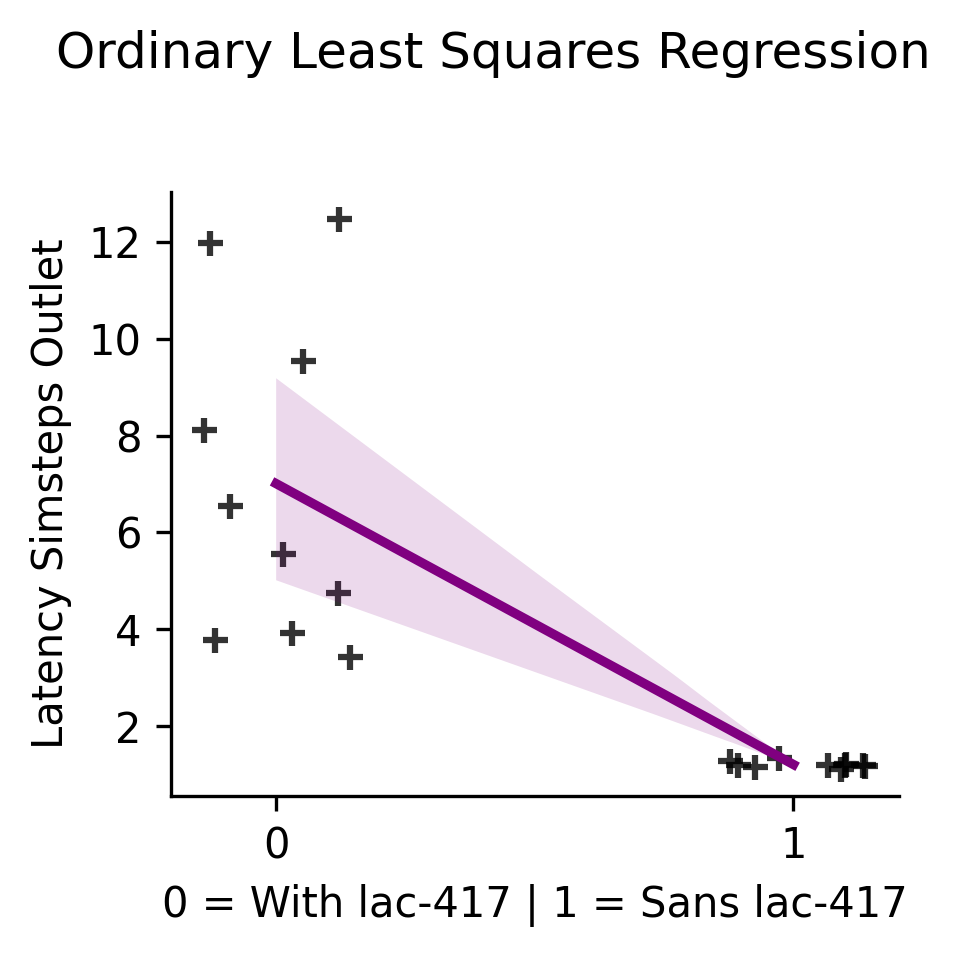 Ordinary Least Squares Regression
Latency Simsteps Outlet
12
10
8
6
4
2
0 1
0 = With lac-417 | 1 = Sans lac-417